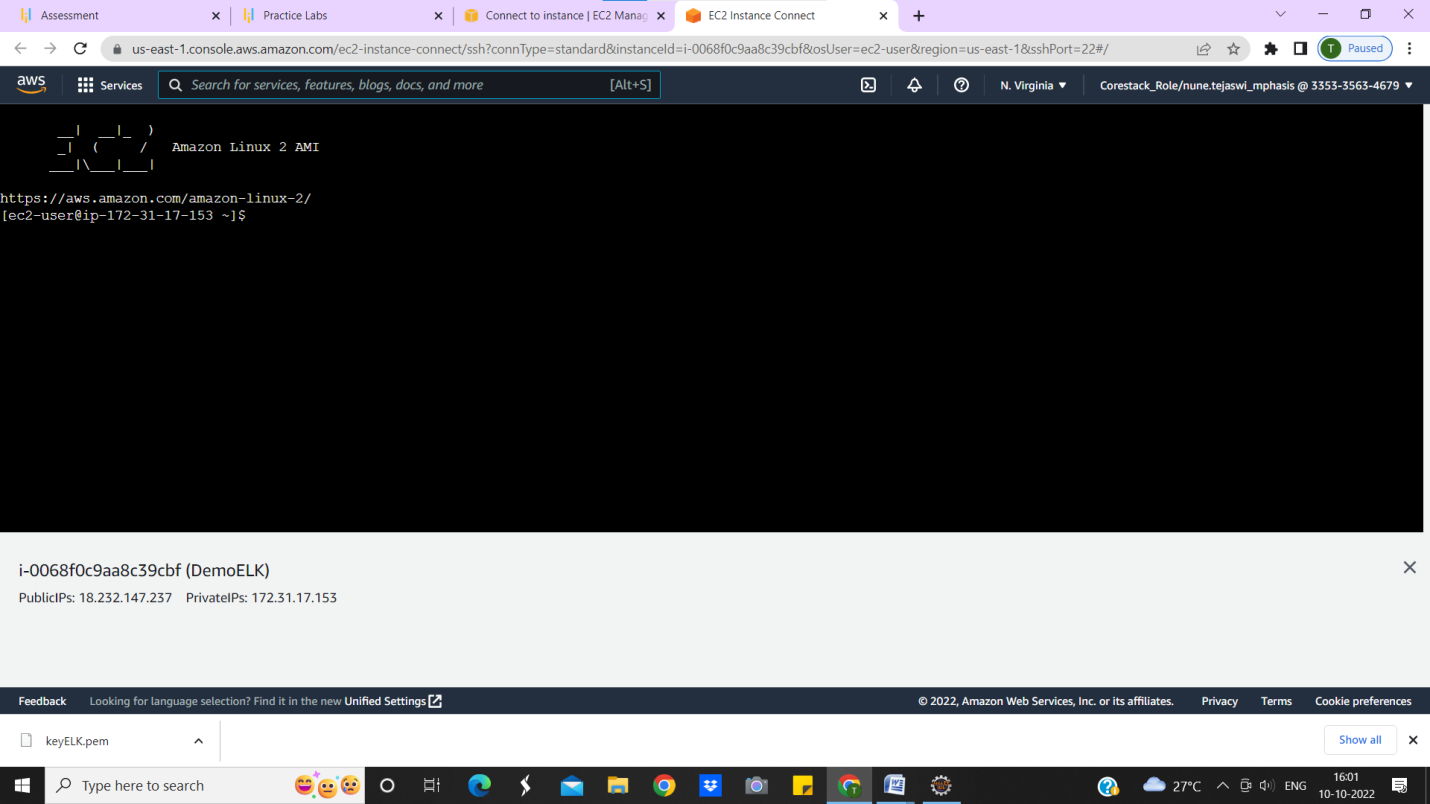 Assessment
Practice Labs
Connect to instance | EC2 Manag
EC2 Instance Connect
us-east-1.console.aws.amazon.com/ec2-instance-connect/ssh?connType=standard&instanceId=i-0068f0c9aa8c39cbf&osUser=ec2-user&region=us-east-1&sshPort=22#/
T
Paused
aws
Services
Search for services, features, blogs, docs, and more
[Alt+S]
N. Virginia
Corestack_Role/nune.tejaswi_mphasis @ 3353-3563-4679
       __|  __|_  )
       _|  (     /   Amazon Linux 2 AMI
      ___|\___|___|
https://aws.amazon.com/amazon-linux-2/
[ec2-user@ip-172-31-17-153 ~]$
i-0068f0c9aa8c39cbf (DemoELK)
PublicIPs: 18.232.147.237 PrivateIPs: 172.31.17.153
Feedback
Looking for language selection? Find it in the new Unified Settings
© 2022, Amazon Web Services, Inc. or its affiliates.
Privacy
Terms
Cookie preferences
keyELK.pem
Show all
Type here to search
27°C
ENG
16:01
10-10-2022